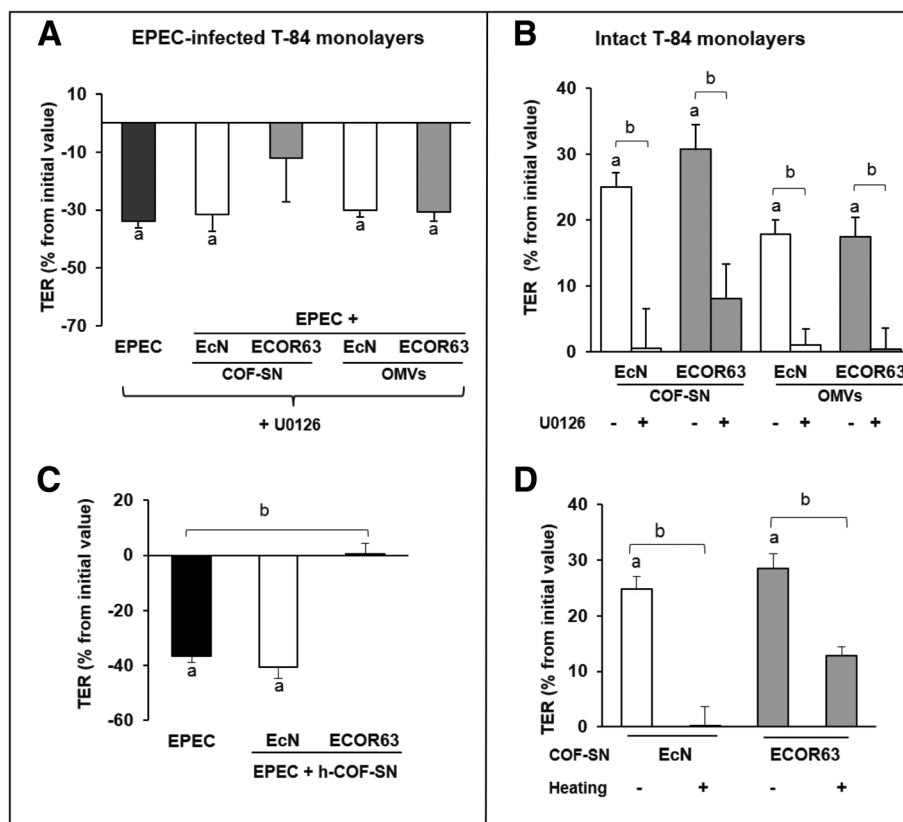 A
EPEC-infected T-84 monolayers
TER (% from initial value)
10
-10
-30
-50
-70
a
a
a
a
EPEC +
EPEC
EcN
ECOR63
EcN
ECOR63
COF-SN
OMVs
+ U0126
B
Intact T-84 monolayers
TER (% from initial value)
40
30
20
10
0
b
b
b
b
a
a
a
a
EcN
ECOR63
EcN
ECOR63
COF-SN
OMVs
U0126
- + - + - + - +
C
TER (% from initial value)
20
0
-20
-40
-60
b
a
a
EPEC
EcN
ECOR63
EPEC + h-COF-SN
D
TER (% from initial value)
40
30
20
10
0
b
b
a
a
COF-SN
EcN
ECOR63
Heating
- + - +